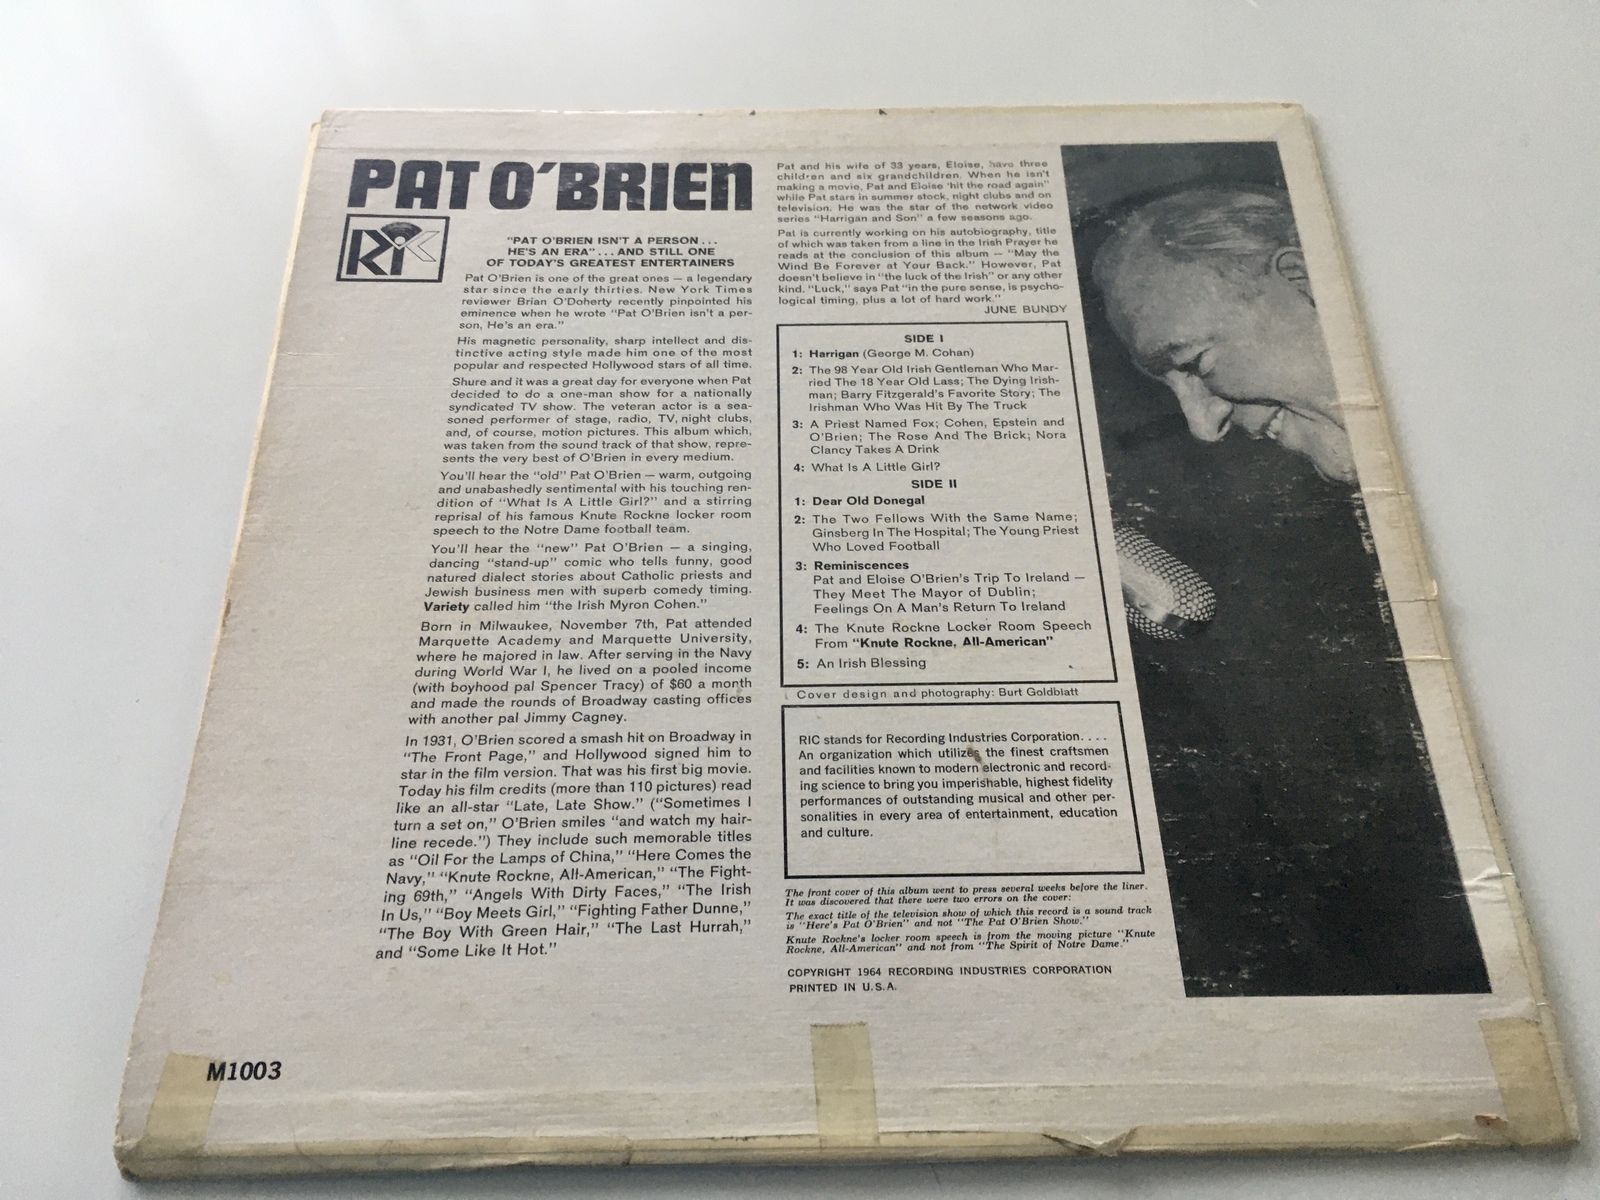 PAT O'BRIEN
RIC
"PAT O'BRIEN ISN'T A PERSON...
HE'S AN ERA"...AND STILL ONE
OF TODAY'S GREATEST ENTERTAINERS
Pat O'Brien is one of the great ones — a legendary
star since the early thirties. New York Times
reviewer Brian O'Doherty recently pinpointed his
eminence when he wrote "Pat O'Brien isn't a per-
son, He's an era."
His magnetic personality, sharp intellect and dis-
tinctive acting style made him one of the most
popular and respected Hollywood stars of all time.
Shure and it was a great day for everyone when Pat
decided to do a one-man show for a nationally
syndicated TV show. The veteran actor is a sea-
soned performer of stage, radio, TV, night clubs,
and, of course, motion pictures. This album which,
was taken from the sound track of that show, repre-
sents the very best of O'Brien in every medium.
You'll hear the "old" Pat O'Brien — warm, outgoing
and unabashedly sentimental with his touching ren-
dition of "What Is A Little Girl?" and a stirring
reprisal of his famous Knute Rockne locker room
speech to the Notre Dame football team.
You'll hear the "new" Pat O'Brien — a singing,
dancing "stand-up" comic who tells funny, good
natured dialect stories about Catholic priests and
Jewish business men with superb comedy timing.
Variety called him "the Irish Myron Cohen."
Born in Milwaukee, November 7th, Pat attended
Marquette Academy and Marquette University,
where he majored in law. After serving in the Navy
during World War I, he lived on a pooled income
(with boyhood pal Spencer Tracy) of $60 a month
and made the rounds of Broadway casting offices
with another pal Jimmy Cagney.
In 1931, O'Brien scored a smash hit on Broadway in
"The Front Page," and Hollywood signed him to
star in the film version. That was his first big movie.
Today his film credits (more than 110 pictures) read
like an all-star "Late, Late Show." ("Sometimes I
turn a set on," O'Brien smiles "and watch my hair-
line recede.") They include such memorable titles
as "Oil For the Lamps of China," "Here Comes the
Navy," "Knute Rockne, All-American," "The Fight-
ing 69th," "Angels With Dirty Faces," "The Irish
In Us," "Boy Meets Girl," "Fighting Father Dunne,"
"The Boy With Green Hair," "The Last Hurrah,"
and "Some Like It Hot."
Pat and his wife of 33 years, Eloise, have three
children and six grandchildren. When he isn't
making a movie, Pat and Eloise 'hit the road again"
while Pat stars in summer stock, night clubs and on
television. He was the star of the network video
series "Harrigan and Son" a few seasons ago.
Pat is currently working on his autobiography, title
of which was taken from a line in the Irish Prayer he
reads at the conclusion of this album — "May the
Wind Be Forever at Your Back." However, Pat
doesn't believe in "the luck of the Irish" or any other
kind. "Luck," says Pat "in the pure sense, is psycho-
logical timing, plus a lot of hard work."
JUNE BUNDY
SIDE I
1: Harrigan (George M. Cohan)
2: The 98 Year Old Irish Gentleman Who Mar-
ried The 18 Year Old Lass; The Dying Irish-
man; Barry Fitzgerald's Favorite Story; The
Irishman Who Was Hit By The Truck
3: A Priest Named Fox; Cohen, Epstein and
O'Brien; The Rose And The Brick; Nora
Clancy Takes A Drink
4: What Is A Little Girl?
SIDE II
1: Dear Old Donegal
2: The Two Fellows With the Same Name;
Ginsberg In The Hospital; The Young Priest
Who Loved Football
3: Reminiscences
Pat and Eloise O'Brien's Trip To Ireland —
They Meet The Mayor of Dublin;
Feelings On A Man's Return To Ireland
4: The Knute Rockne Locker Room Speech
From "Knute Rockne, All-American"
5: An Irish Blessing
Cover design and photography: Burt Goldblatt
RIC stands for Recording Industries Corporation....
An organization which utilizes the finest craftsmen
and facilities known to modern electronic and record-
ing science to bring you imperishable, highest fidelity
performances of outstanding musical and other per-
sonalities in every area of entertainment, education
and culture.
The front cover of this album went to press several weeks before the liner.
It was discovered that there were two errors on the cover:
The exact title of the television show of which this record is a sound track
is "Here's Pat O'Brien" and not "The Pat O'Brien Show."
Knute Rockne's locker room speech is from the moving picture "Knute
Rockne, All-American" and not from "The Spirit of Notre Dame."
COPYRIGHT 1964 RECORDING INDUSTRIES CORPORATION
PRINTED IN U.S.A.
M1003